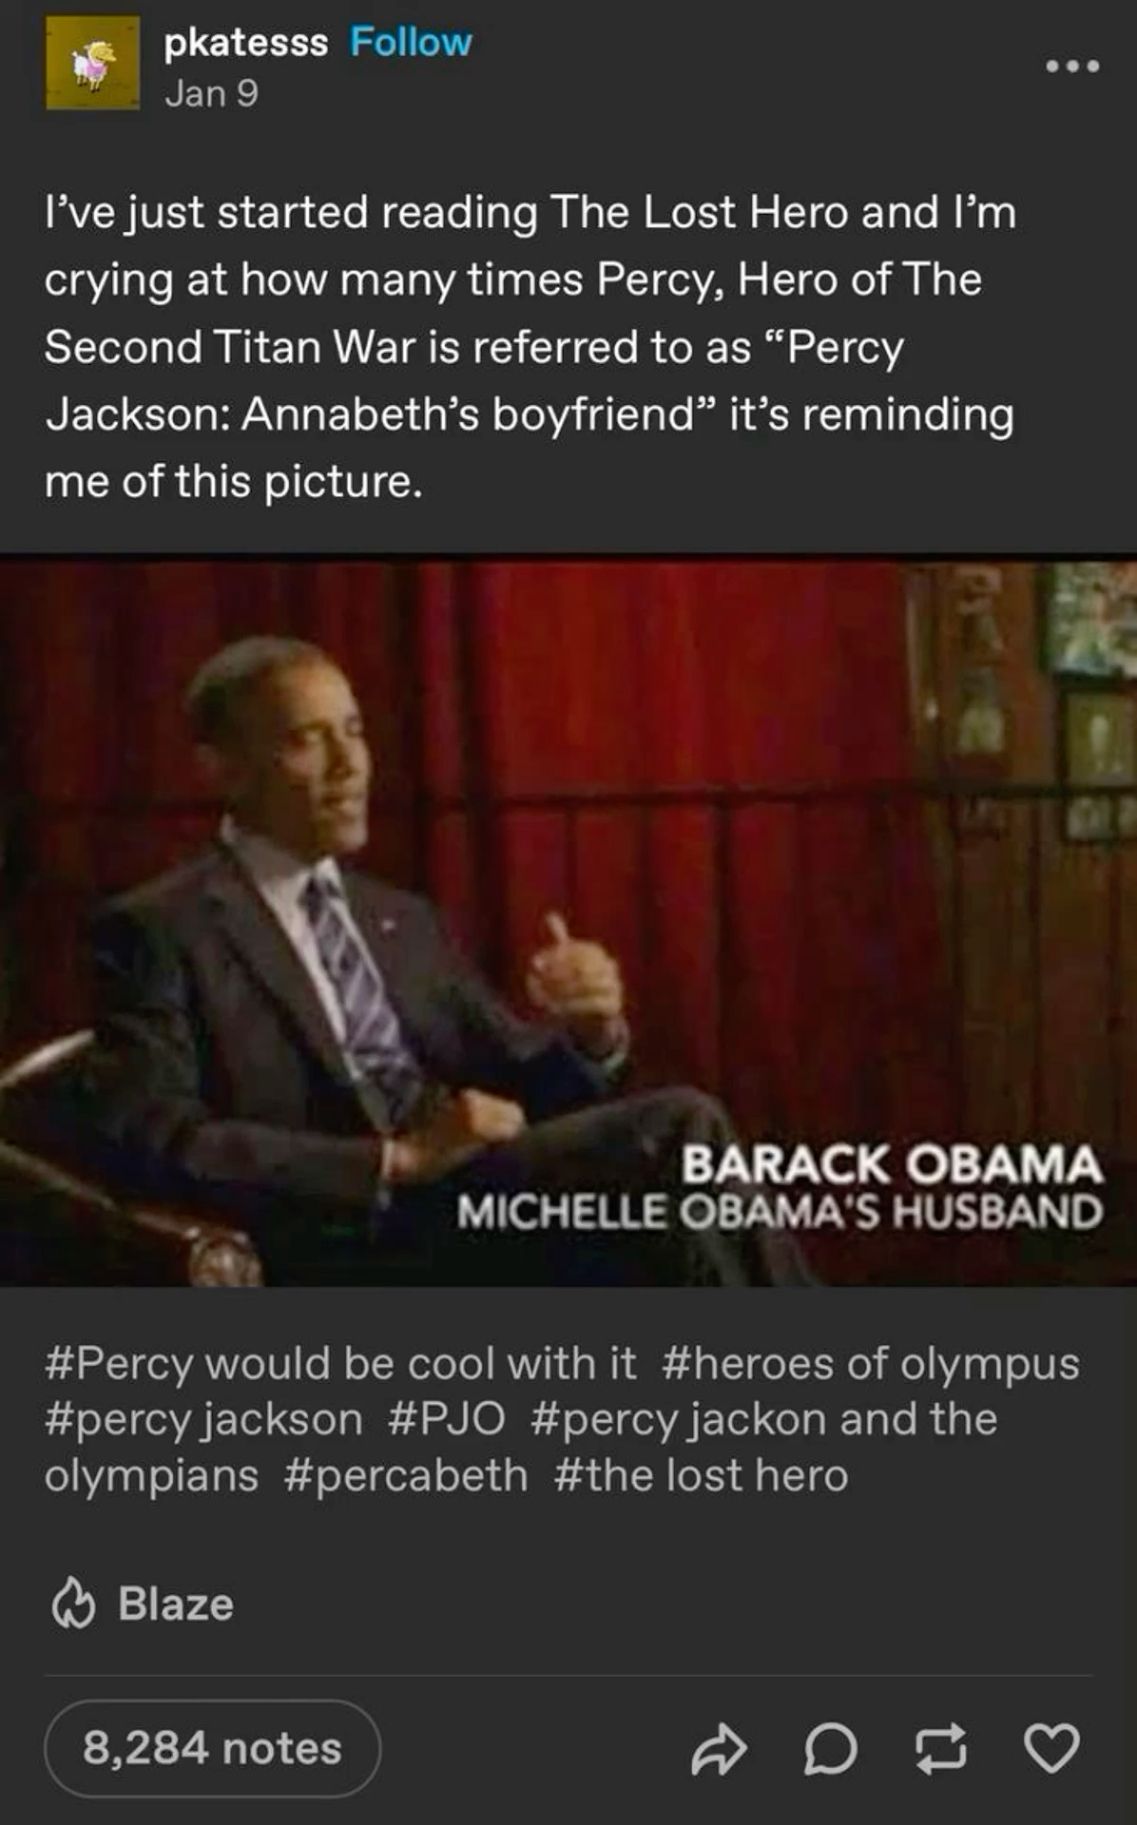 pkatesss Follow
Jan 9
I’ve just started reading The Lost Hero and I’m
crying at how many times Percy, Hero of The
Second Titan War is referred to as “Percy
Jackson: Annabeth’s boyfriend” it’s reminding
me of this picture.
BARACK OBAMA
MICHELLE OBAMA'S HUSBAND
#Percy would be cool with it #heroes of olympus
#percy jackson #PJO #percy jackon and the
olympians #percabeth #the lost hero
Blaze
8,284 notes